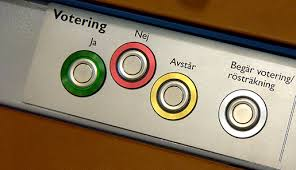 Votering
Ja
Nej
Avstår
Begär votering/
rösträkning